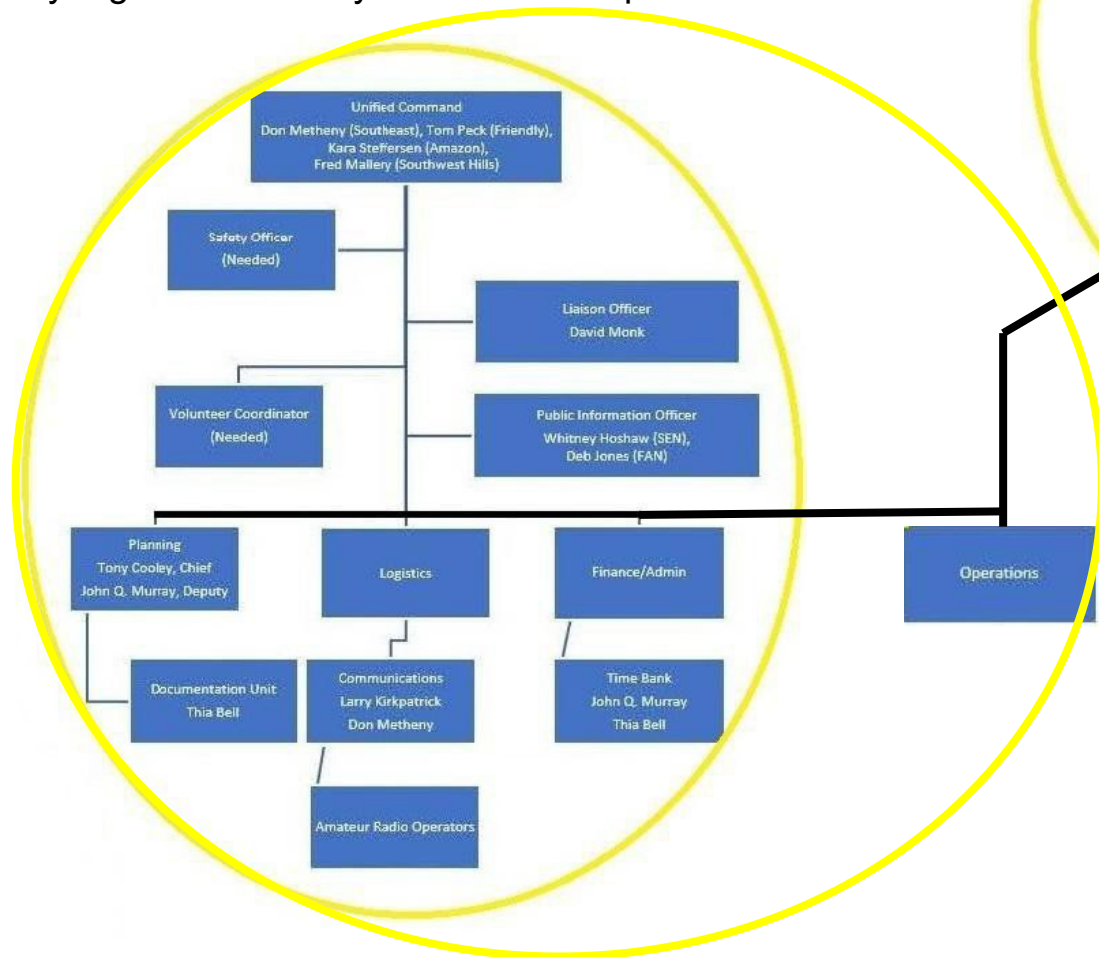 Unified Command
Don Metheny (Southeast), Tom Peck (Friendly),
Kara Steffersen (Amazon),
Fred Mallery (Southwest Hills)
Safety Officer
(Needed)
Liaison Officer
David Monk
Volunteer Coordinator
(Needed)
Public Information Officer
Whitney Hoshaw (SEN),
Deb Jones (FAN)
Planning
Tony Cooley, Chief
John Q. Murray, Deputy
Logistics
Finance/Admin
Operations
Documentation Unit
Thia Bell
Communications
Larry Kirkpatrick
Don Metheny
Time Bank
John Q. Murray
Thia Bell
Amateur Radio Operators